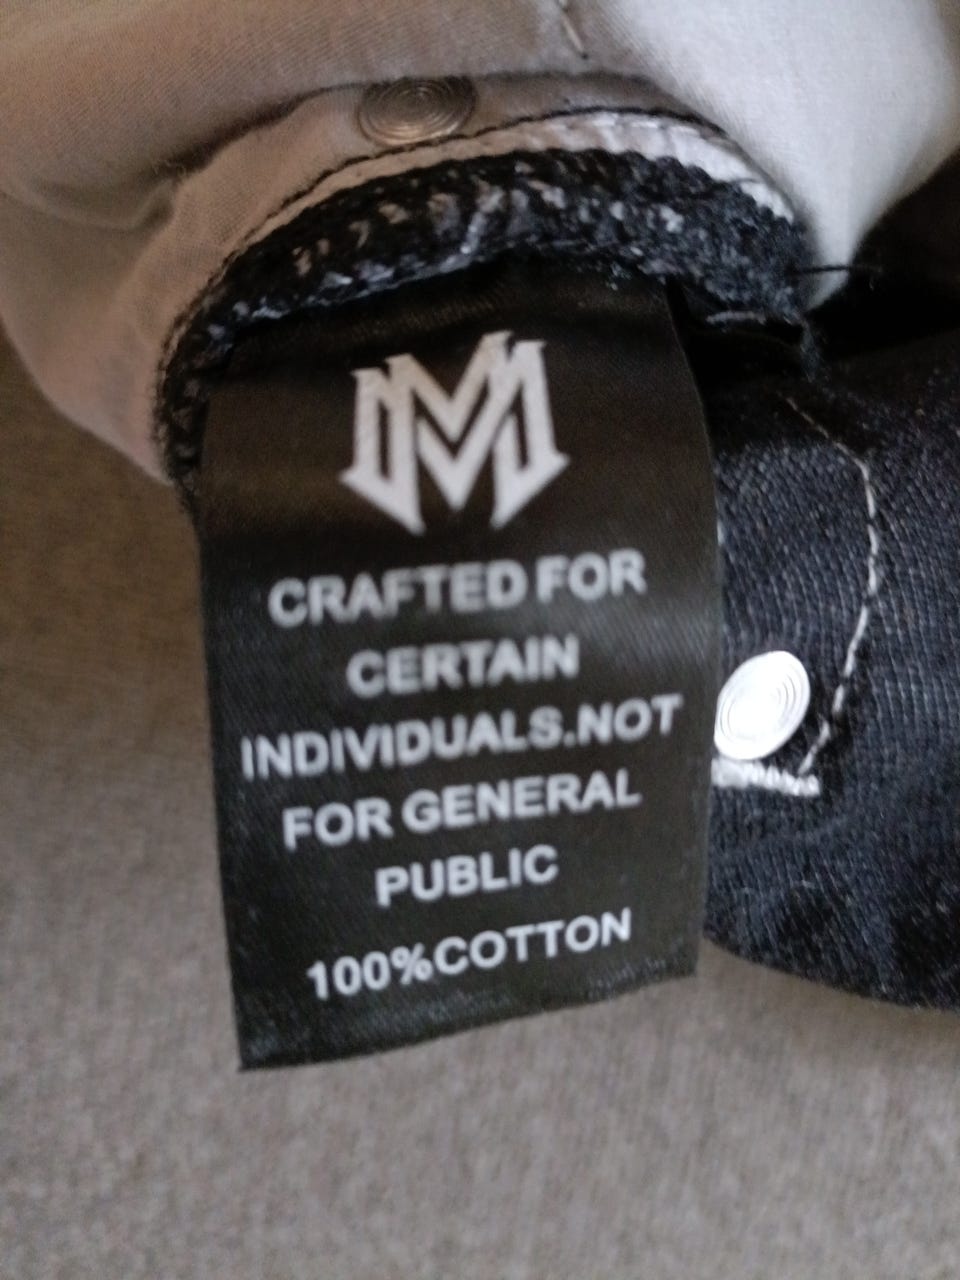 M
CRAFTED FOR
CERTAIN
INDIVIDUALS.NOT
FOR GENERAL
PUBLIC
100%COTTON